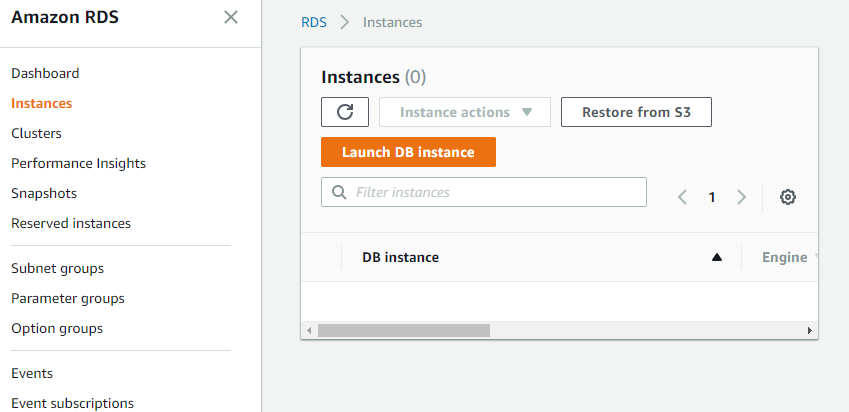 Amazon RDS
Dashboard
Instances
Clusters
Performance Insights
Snapshots
Reserved instances
Subnet groups
Parameter groups
Option groups
Events
Event subscriptions
RDS Instances
Instances (0)
Instance actions Restore from S3
Launch DB instance
Filter instances 1
DB instance Engine